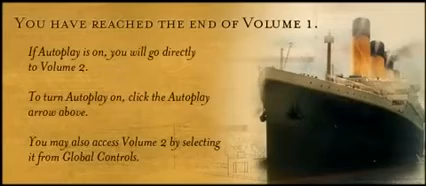 You have reached the end of Volume 1.
If Autoplay is on, you will go directly
to Volume 2.
To turn Autoplay on, click the Autoplay
arrow above.
You may also access Volume 2 by selecting
it from Global Controls.